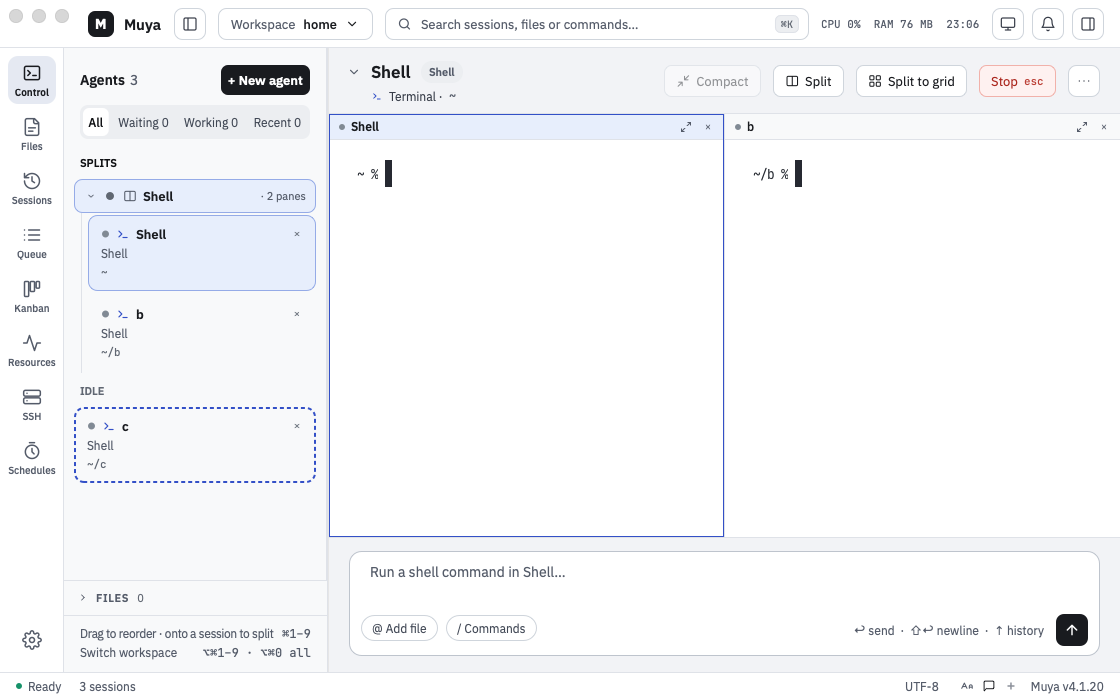 M Muya Workspace home Search sessions, files or commands... ⌘K CPU 0% RAM 76 MB 23:06
Control
Files
Sessions
Queue
Kanban
Resources
SSH
Schedules
Agents 3 + New agent
All Waiting 0 Working 0 Recent 0
SPLITS
Shell · 2 panes
Shell ×
Shell
~
b ×
Shell
~/b
IDLE
c ×
Shell
~/c
FILES 0
Drag to reorder · onto a session to split ⌘1–9
Switch workspace ⌥⌘1–9 · ⌥⌘0 all
Shell Shell
Terminal · ~
Compact Split Split to grid Stop esc ···
Shell ×
~ %
b ×
~/b %
Run a shell command in Shell...
@ Add file / Commands ↩ send · ⇧↩ newline · ↑ history
Ready 3 sessions UTF-8 AA + Muya v4.1.20